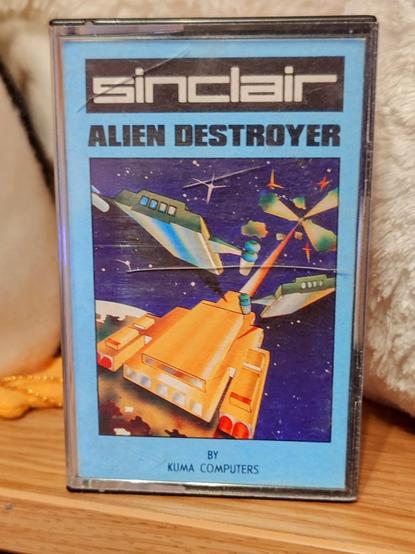 sinclair
ALIEN DESTROYER
BY
KUMA COMPUTERS